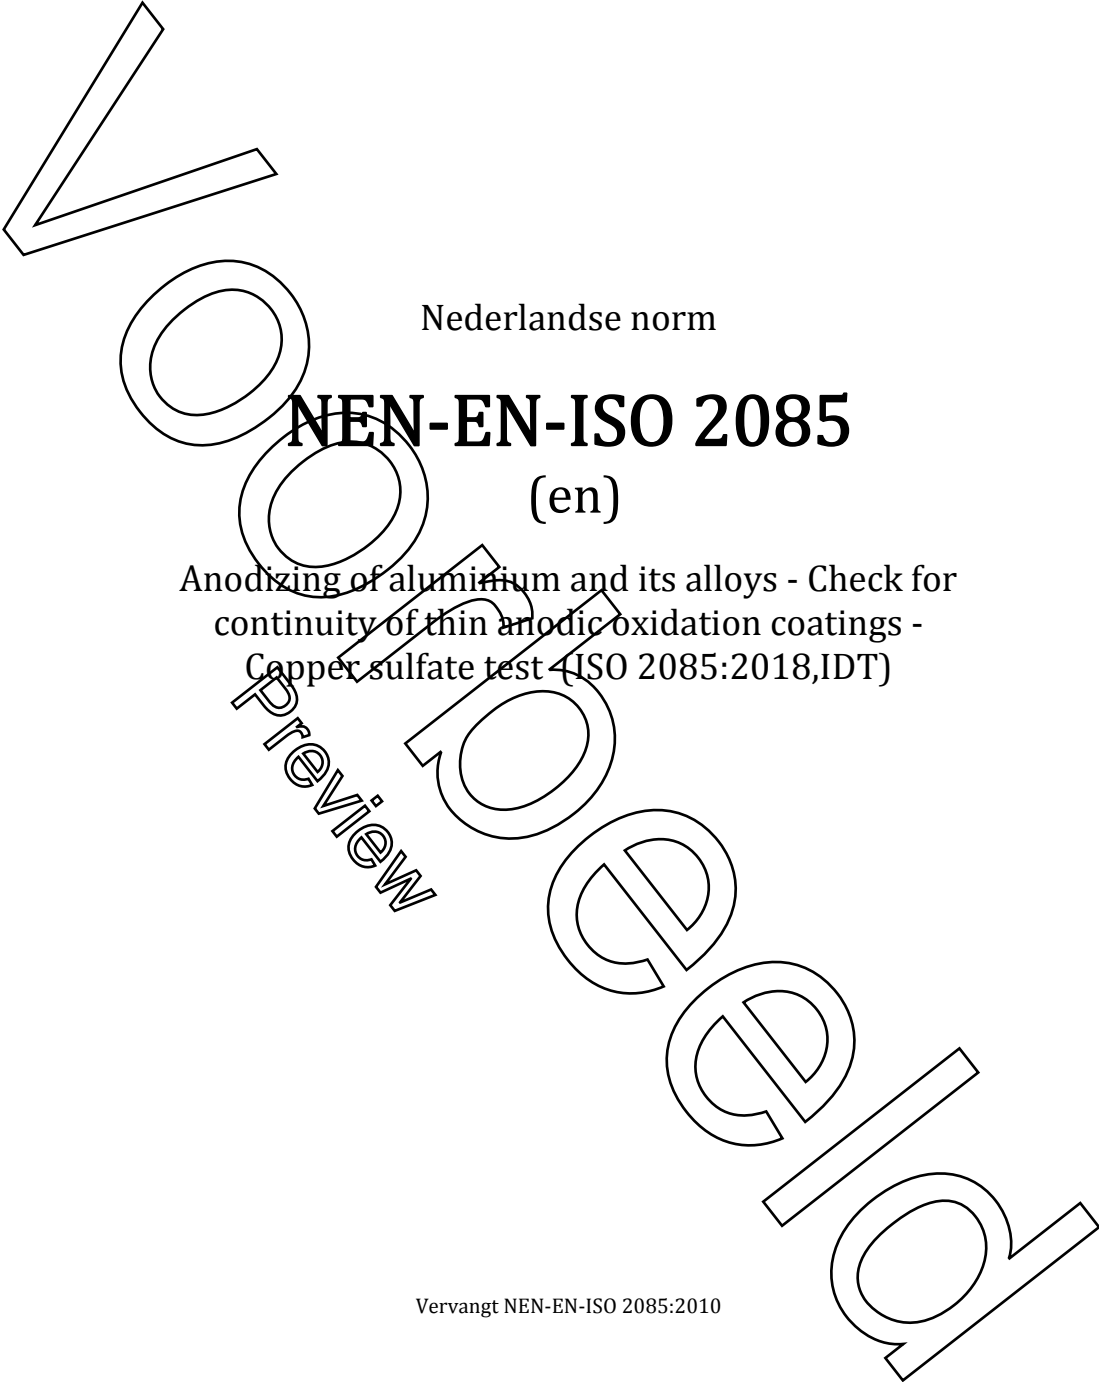 Nederlandse norm
NEN-EN-ISO 2085
(en)
Anodizing of aluminium and its alloys - Check for
continuity of thin anodic oxidation coatings -
Copper sulfate test (ISO 2085:2018,IDT)
Voorbeeld
Preview
Vervangt NEN-EN-ISO 2085:2010